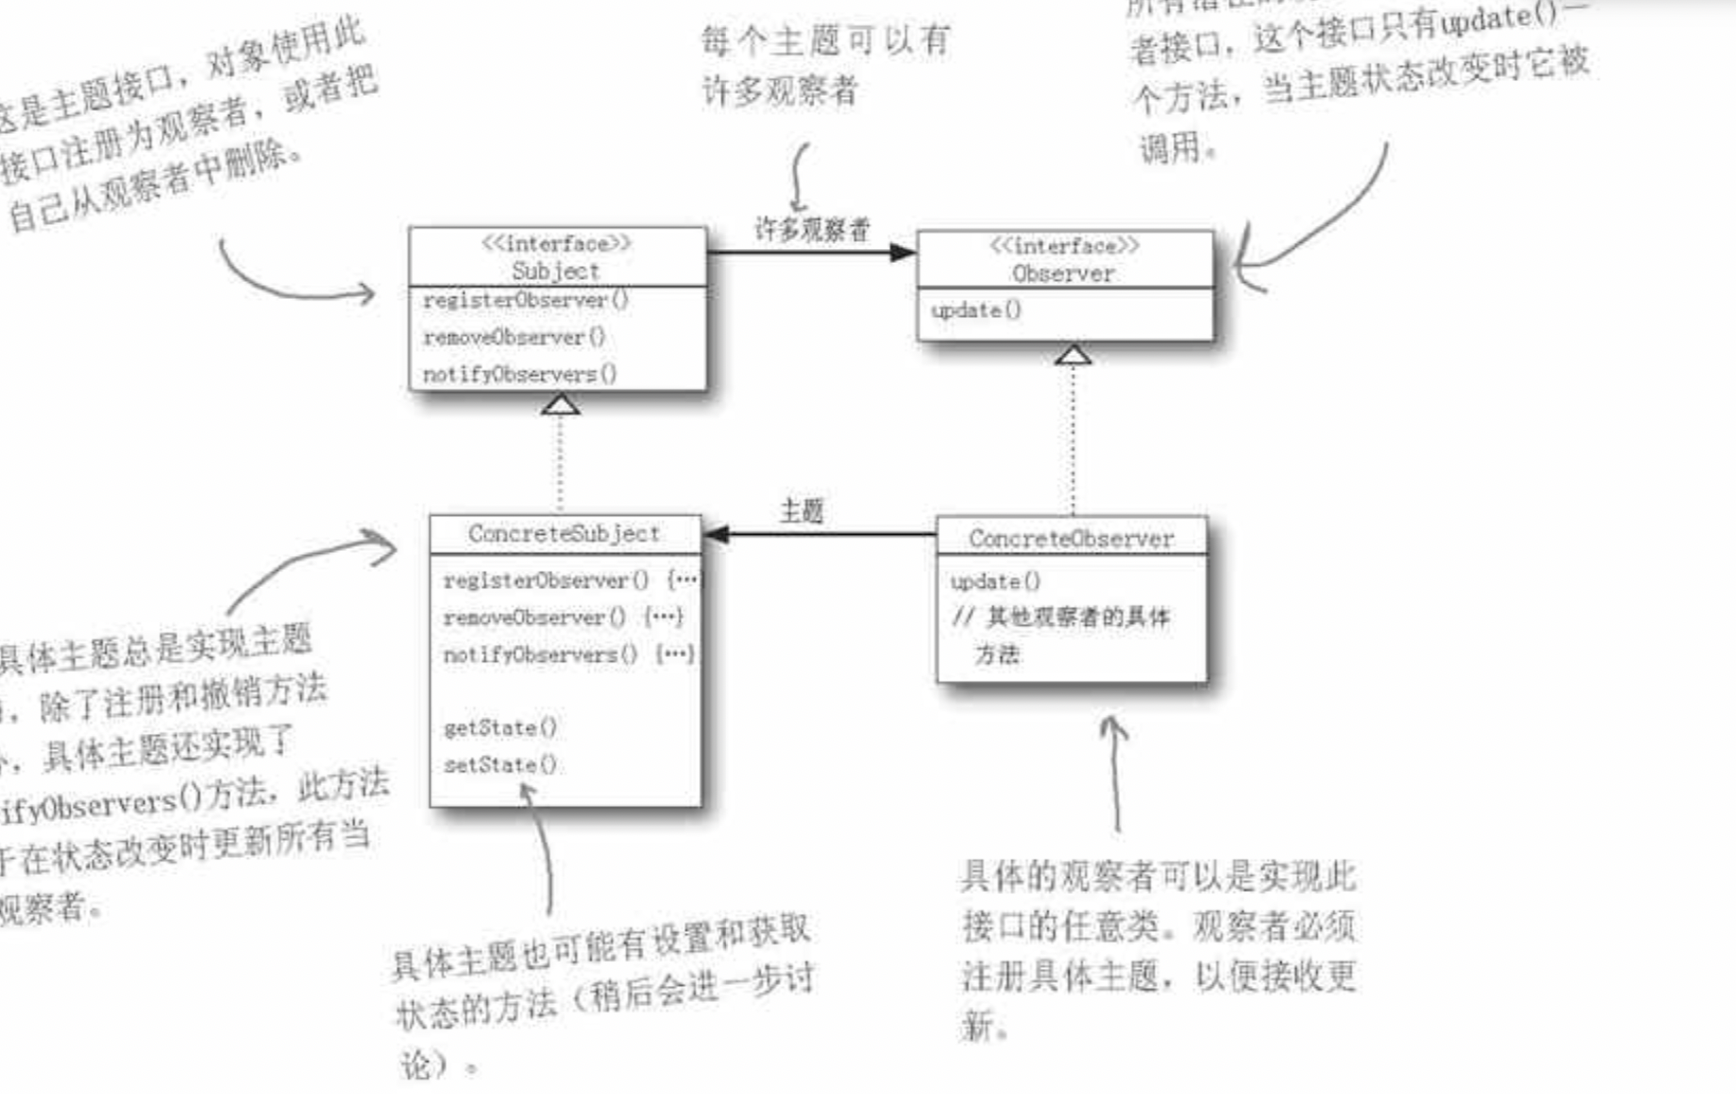 这是主题接口，对象使用此
接口注册为观察者，或者把
自己从观察者中删除。
每个主题可以有
许多观察者
者接口，这个接口只有update()一
个方法，当主题状态改变时它被
调用。
<<interface>>
Subject
registerObserver()
removeObserver()
notifyObservers()
许多观察者
<<interface>>
Observer
update()
ConcreteSubject
registerObserver() {…
removeObserver() {…}
notifyObservers() {…}
getState()
setState()
主题
ConcreteObserver
update()
// 其他观察者的具体
方法
具体主题总是实现主题
，除了注册和撤销方法
，具体主题还实现了
ifyObservers()方法，此方法
于在状态改变时更新所有当
观察者。
具体主题也可能有设置和获取
状态的方法（稍后会进一步讨
论）。
具体的观察者可以是实现此
接口的任意类。观察者必须
注册具体主题，以便接收更
新。